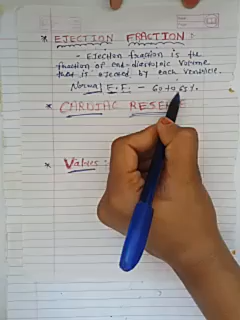 * EJECTION FRACTION:
- Ejection fraction is the
fraction of end-diastolic Volume
that is ejected by each Ventricle.
Normal E.F. - 60 to 65%.
* CARDIAC RESERVE
* Values: